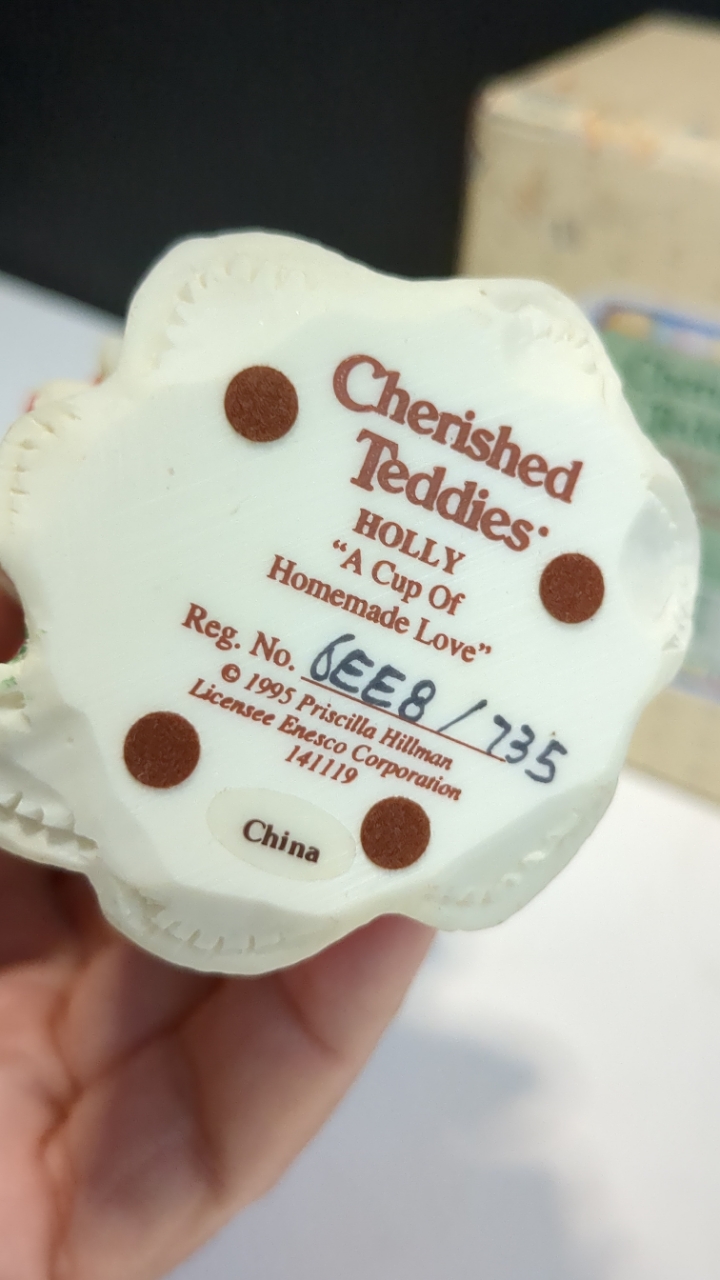 Cherished
Teddies
HOLLY
“A Cup Of
Homemade Love”
Reg. No. 6EE8/735
© 1995 Priscilla Hillman
Licensee Enesco Corporation
141119
China